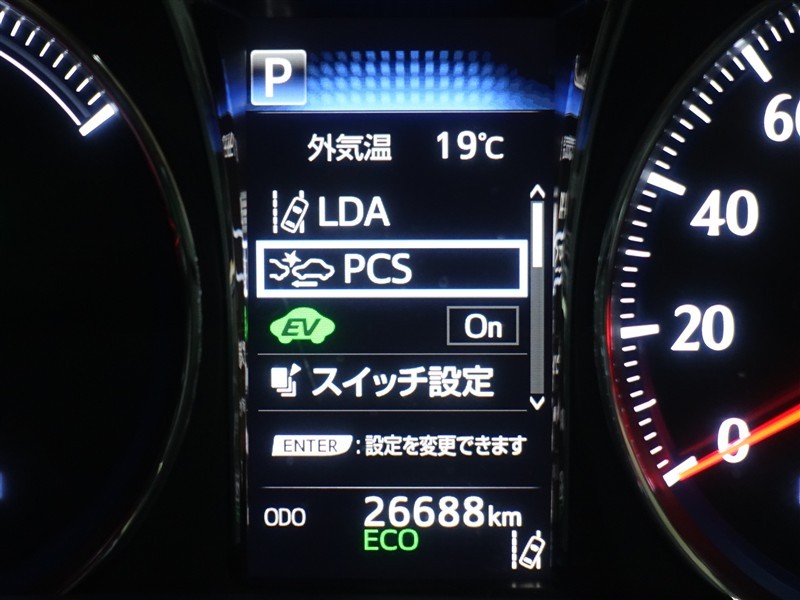 P
外気温 19℃
LDA
PCS
EV On
スイッチ設定
ENTER : 設定を変更できます
ODO 26688km
ECO
60
40
20
0